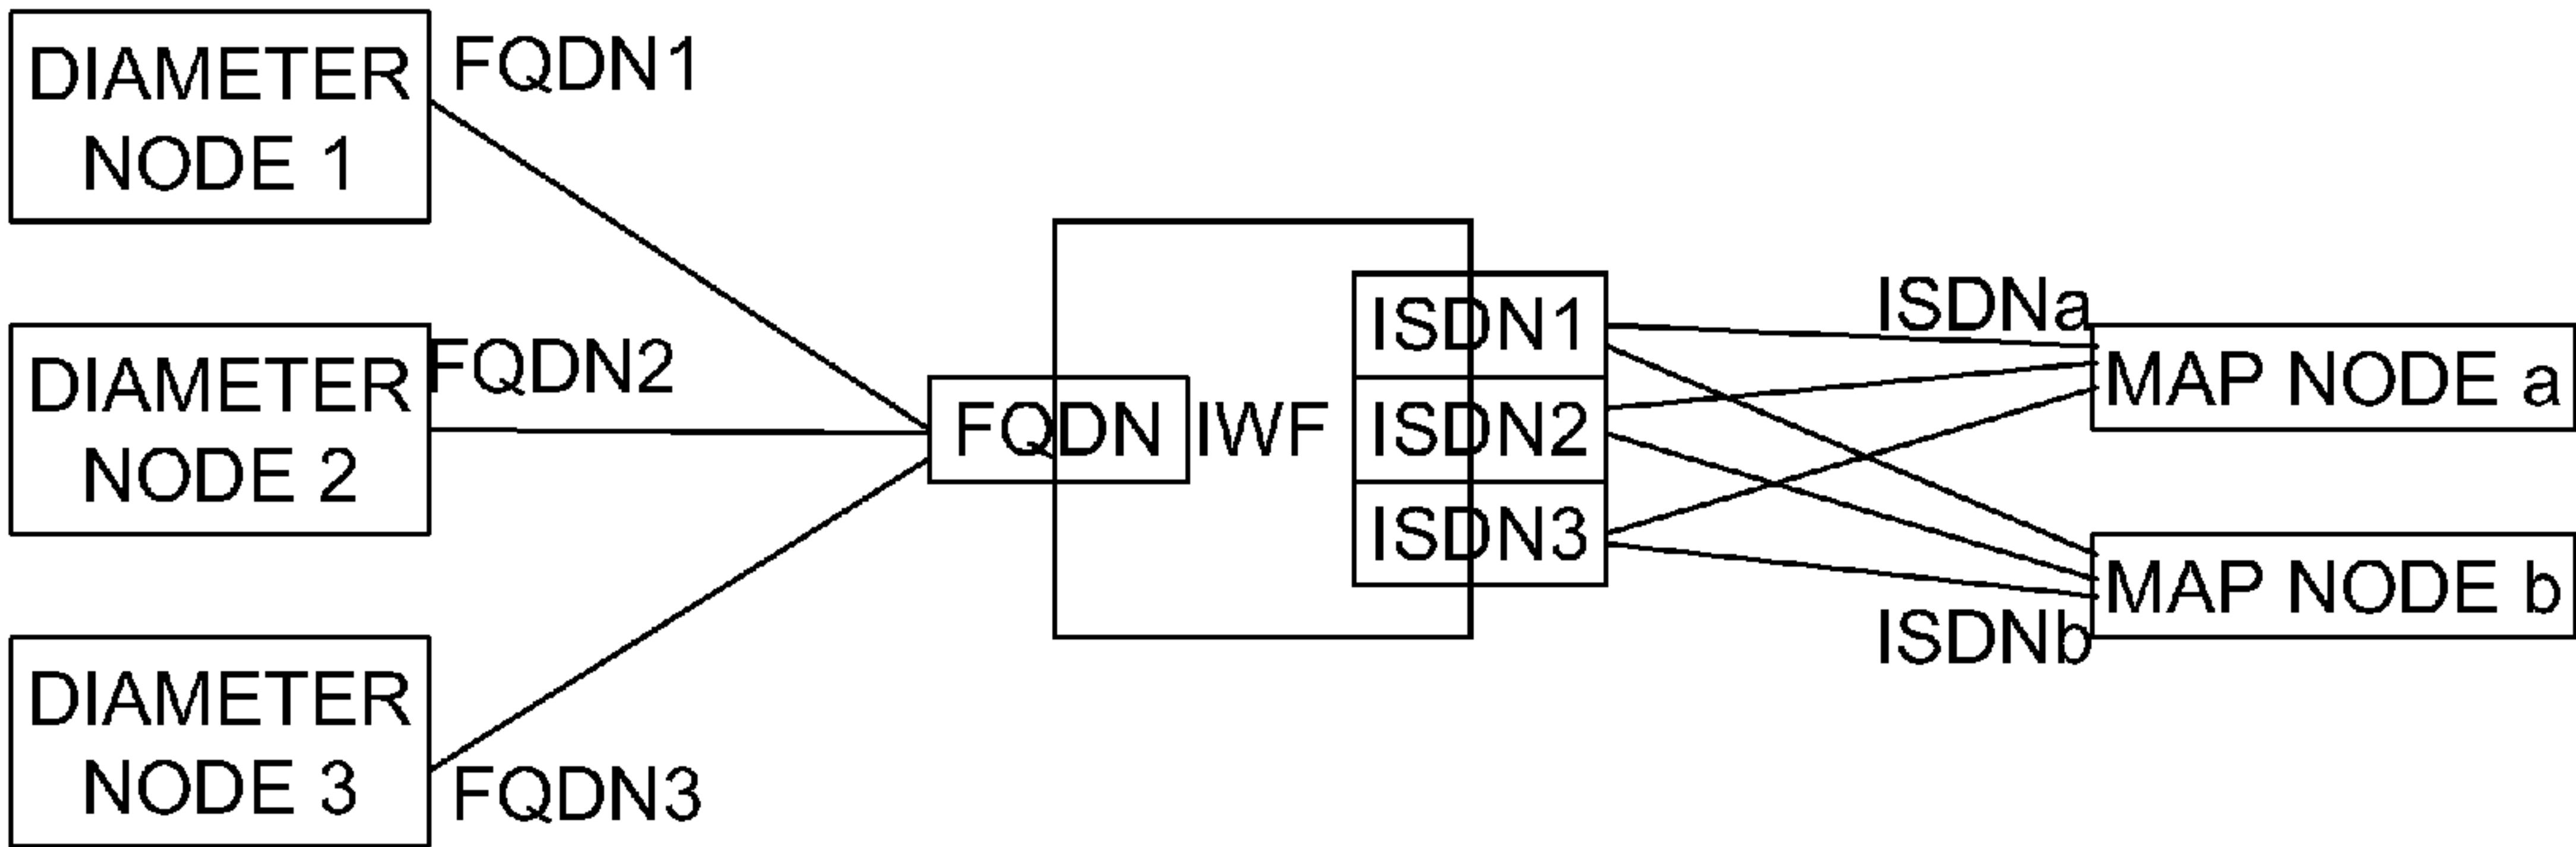 DIAMETER
NODE 1
FQDN1
DIAMETER
NODE 2
FQDN2
DIAMETER
NODE 3
FQDN3
FQDN
IWF
ISDN1
ISDN2
ISDN3
ISDNa
MAP NODE a
MAP NODE b
ISDNb